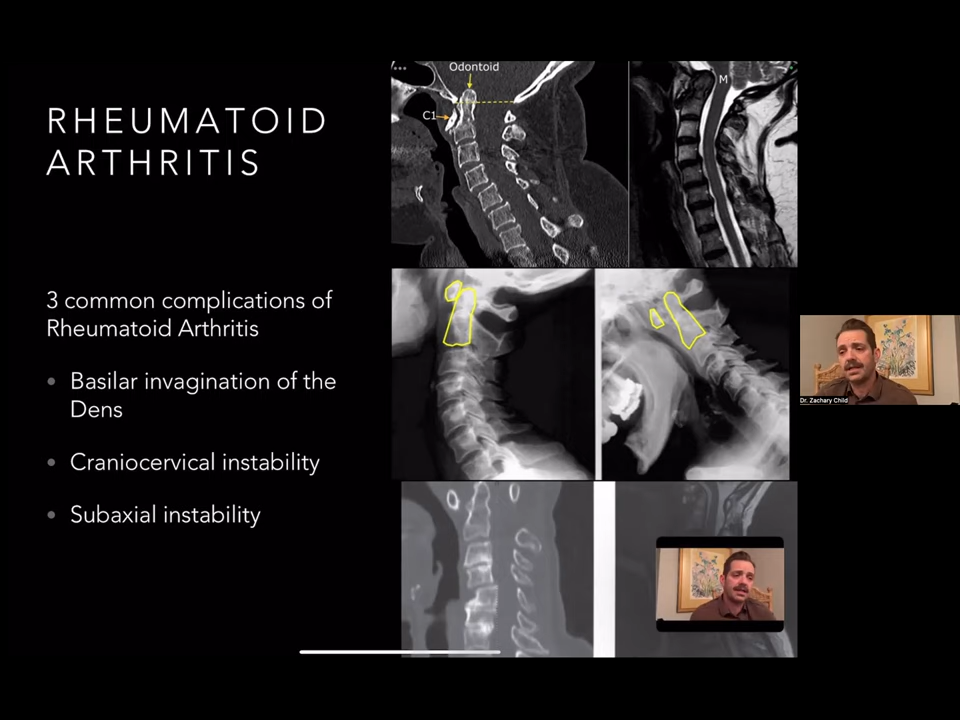 RHEUMATOID
ARTHRITIS
3 common complications of
Rheumatoid Arthritis
• Basilar invagination of the
Dens
• Craniocervical instability
• Subaxial instability
Odontoid
C1
M
Dr. Zachary Child